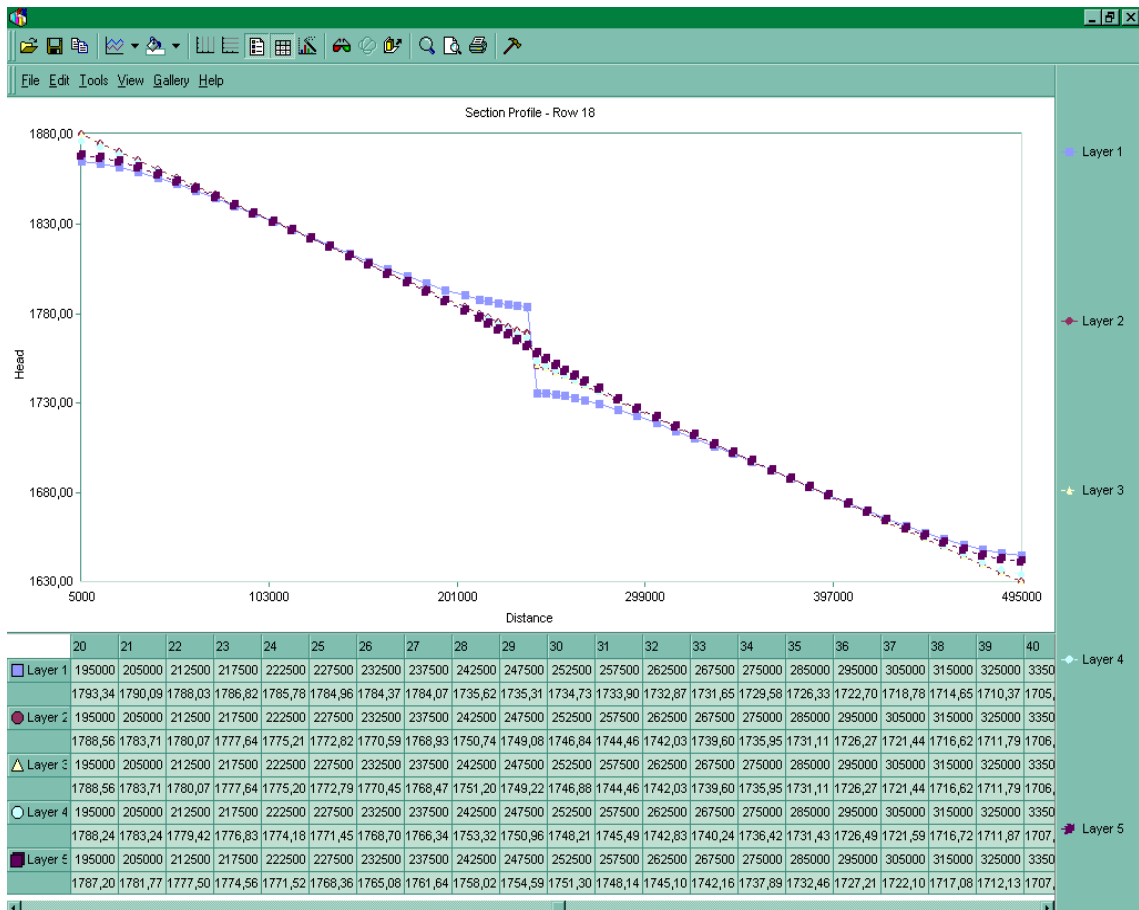 File Edit Tools View Gallery Help
Section Profile - Row 18
1880,00
1830,00
1780,00
1730,00
1680,00
1630,00
Head
5000 103000 201000 299000 397000 495000
Distance
Layer 1
Layer 2
Layer 3
Layer 4
Layer 5
20 21 22 23 24 25 26 27 28 29 30 31 32 33 34 35 36 37 38 39 40
Layer 1 195000 205000 212500 217500 222500 227500 232500 237500 242500 247500 252500 257500 262500 267500 275000 285000 295000 305000 315000 325000 3350
1793,34 1790,09 1788,03 1786,82 1785,78 1784,96 1784,37 1784,07 1735,62 1735,31 1734,73 1733,90 1732,87 1731,65 1729,58 1726,33 1722,70 1718,78 1714,65 1710,37 1705,
Layer 2 195000 205000 212500 217500 222500 227500 232500 237500 242500 247500 252500 257500 262500 267500 275000 285000 295000 305000 315000 325000 3350
1788,56 1783,71 1780,07 1777,64 1775,21 1772,82 1770,59 1768,93 1750,74 1749,08 1746,84 1744,46 1742,03 1739,60 1735,95 1731,11 1726,27 1721,44 1716,62 1711,79 1706,
Layer 3 195000 205000 212500 217500 222500 227500 232500 237500 242500 247500 252500 257500 262500 267500 275000 285000 295000 305000 315000 325000 3350
1788,56 1783,71 1780,07 1777,64 1775,20 1772,79 1770,45 1768,47 1751,20 1749,22 1746,88 1744,46 1742,03 1739,60 1735,95 1731,11 1726,27 1721,44 1716,62 1711,79 1706,
Layer 4 195000 205000 212500 217500 222500 227500 232500 237500 242500 247500 252500 257500 262500 267500 275000 285000 295000 305000 315000 325000 3350
1788,24 1783,24 1779,42 1776,83 1774,18 1771,45 1768,70 1766,34 1753,32 1750,96 1748,21 1745,49 1742,83 1740,24 1736,42 1731,43 1726,49 1721,59 1716,72 1711,87 1707,
Layer 5 195000 205000 212500 217500 222500 227500 232500 237500 242500 247500 252500 257500 262500 267500 275000 285000 295000 305000 315000 325000 3350
1787,20 1781,77 1777,50 1774,56 1771,52 1768,36 1765,08 1761,64 1758,02 1754,59 1751,30 1748,14 1745,10 1742,16 1737,89 1732,46 1727,21 1722,10 1717,08 1712,13 1707,